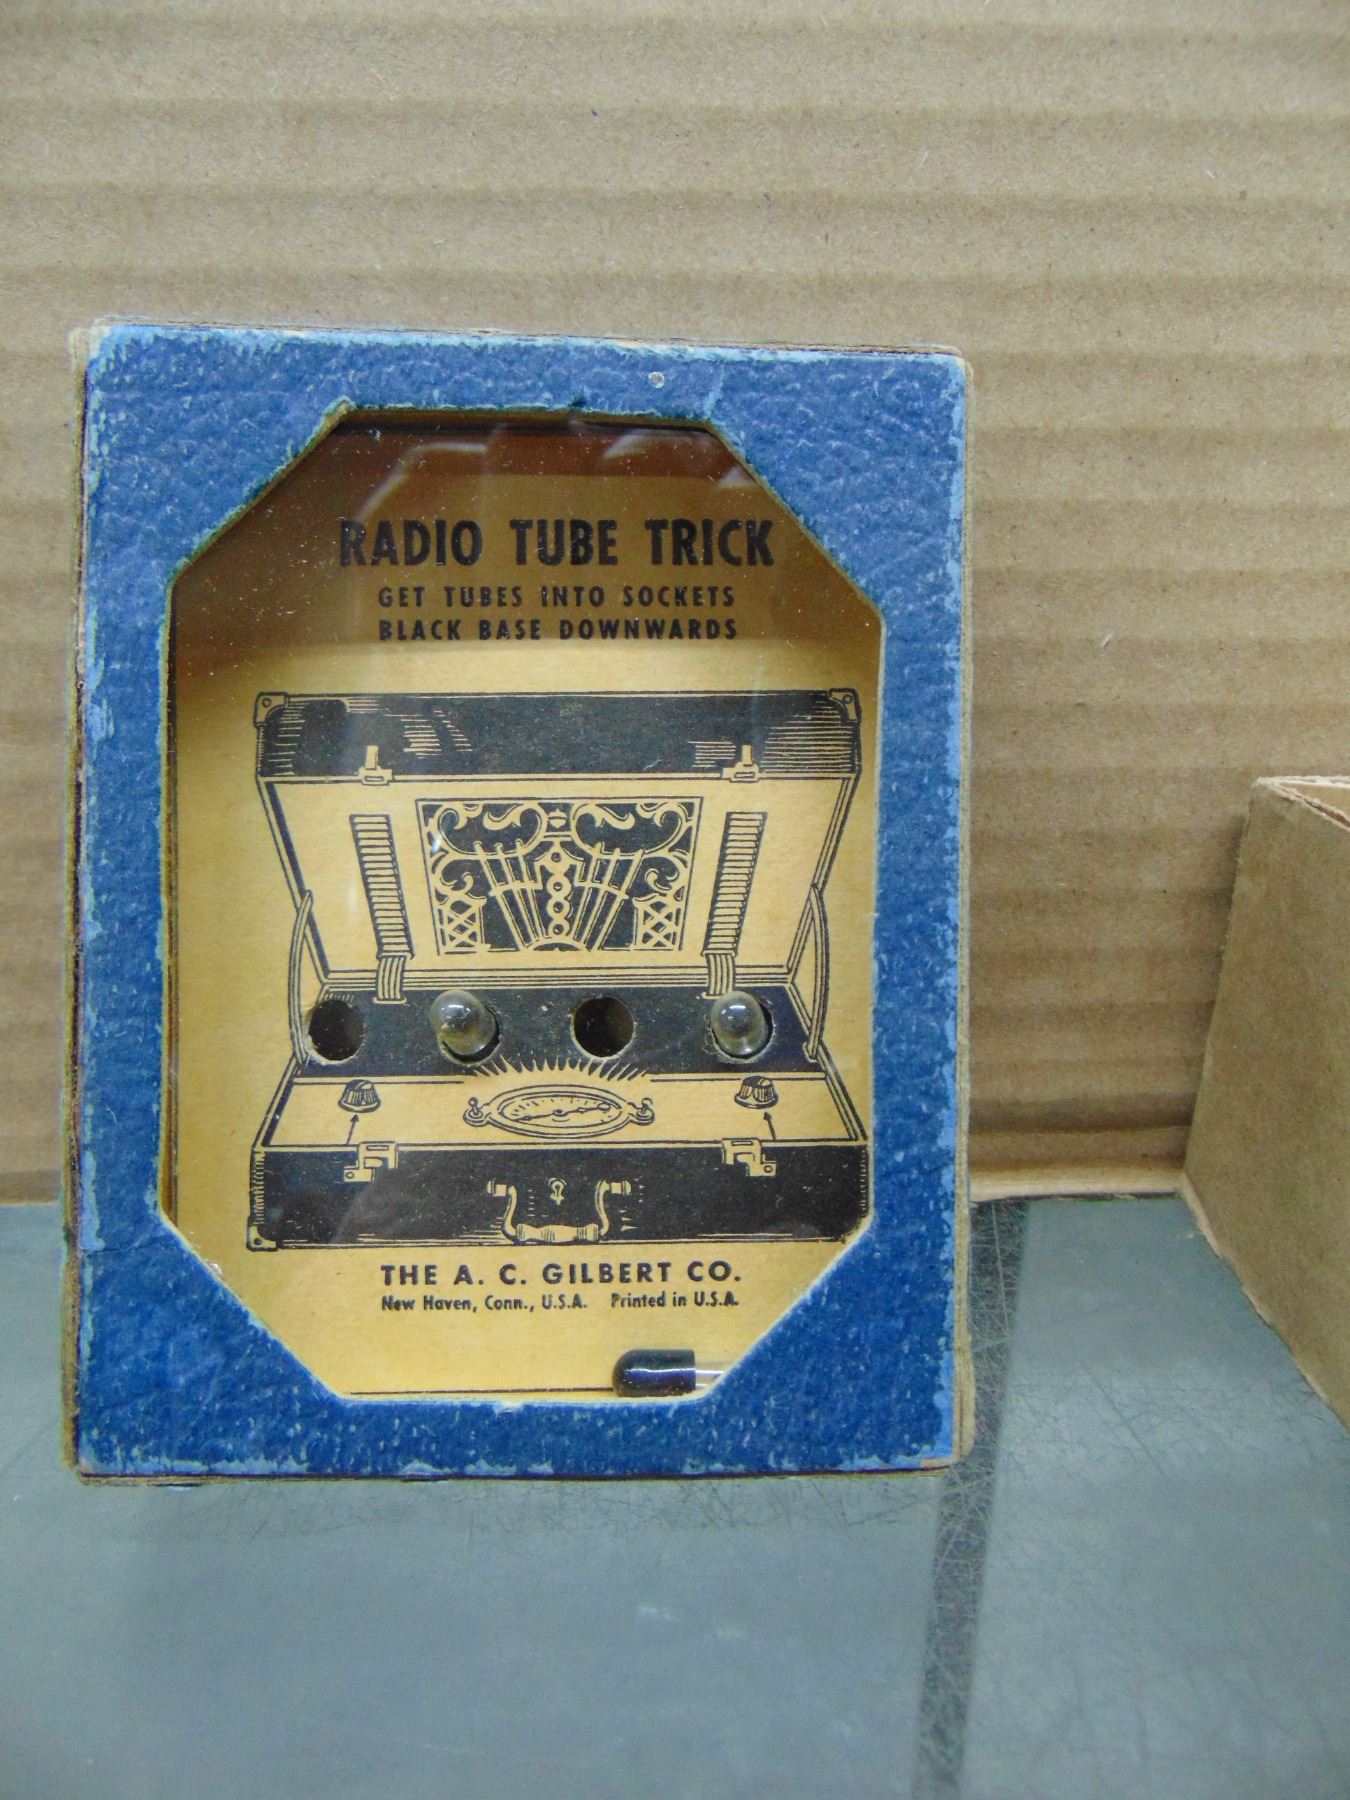 RADIO TUBE TRICK
GET TUBES INTO SOCKETS
BLACK BASE DOWNWARDS
THE A. C. GILBERT CO.
New Haven, Conn., U.S.A. Printed in U.S.A.